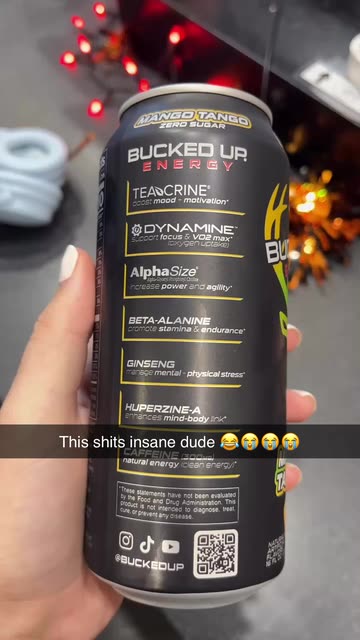 MANGO TANGO
ZERO SUGAR
BUCKED UP
ENERGY
TEACRINE®
boost mood + motivation*
DYNAMINE™
support focus & VO2 max*
(oxygen uptake)
AlphaSize®
increase power and agility*
BETA-ALANINE
promote stamina & endurance*
GINSENG
manage mental + physical stress*
HUPERZINE-A
enhances mind-body link*
This shits insane dude 😂😭😭😭
CAFFEINE (300mg)
natural energy (clean energy)*
*These statements have not been evaluated
by the Food and Drug Administration. This
product is not intended to diagnose, treat,
cure, or prevent any disease.
@BUCKEDUP